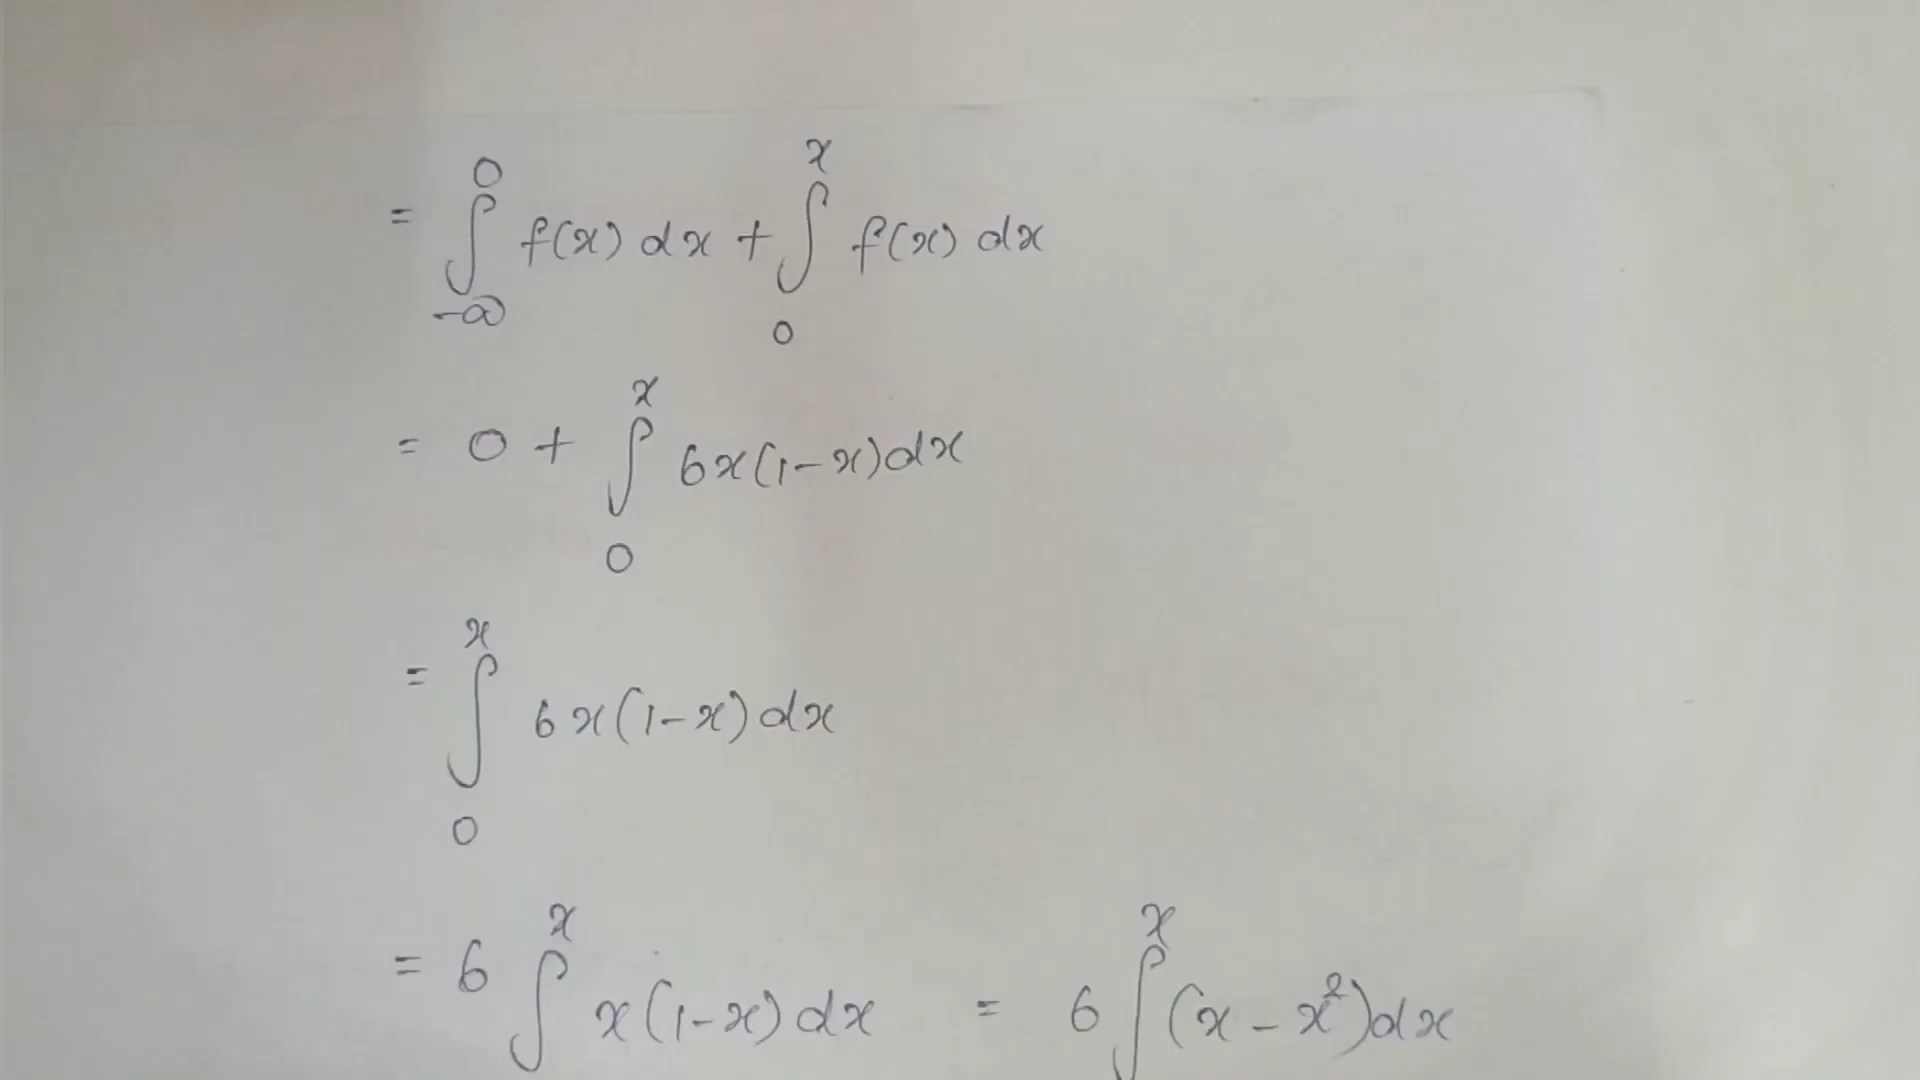 = ∫_{-∞}^{0} f(x) dx + ∫_{0}^{x} f(x) dx
= 0 + ∫_{0}^{x} 6x(1-x)dx
= ∫_{0}^{x} 6x(1-x)dx
= 6 ∫^{x} x(1-x) dx = 6 ∫^{x} (x-x²)dx